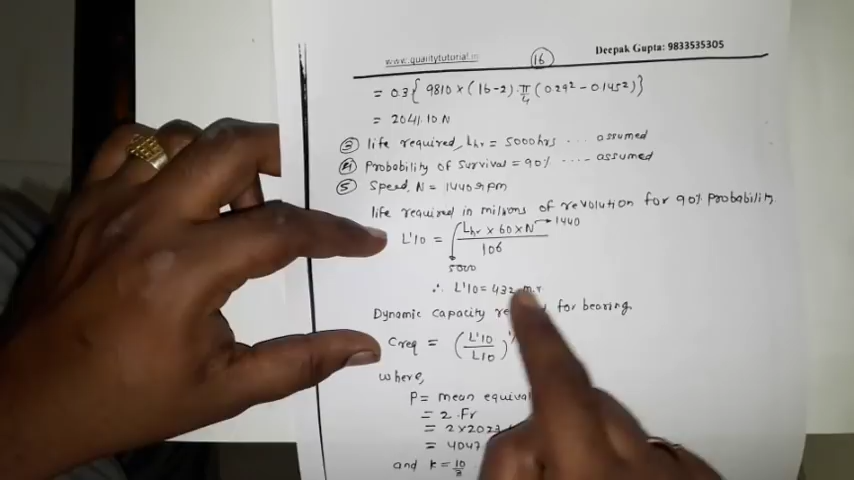 www.qualitytutorial.in 16 Deepak Gupta: 9833535305
= 0.3{ 9810 × (16-2) · π/4 (0.292 - 0.1452)}
= 2041.10 N
③ life required, Lhr = 5000hrs ... assumed
④ Probability of Survival = 90% .... assumed
⑤ Speed, N = 1440 rpm
life required in millions of revolution for 90% Probability.
L'10 = Lhr × 60 × N → 1440
106
5000
∴ L'10 = 432 m.r
Dynamic capacity for bearing.
Creq = (L'10 / L10)
where,
P = mean
= 2.Fr
= 2×202
= 4047
and k = 10/3